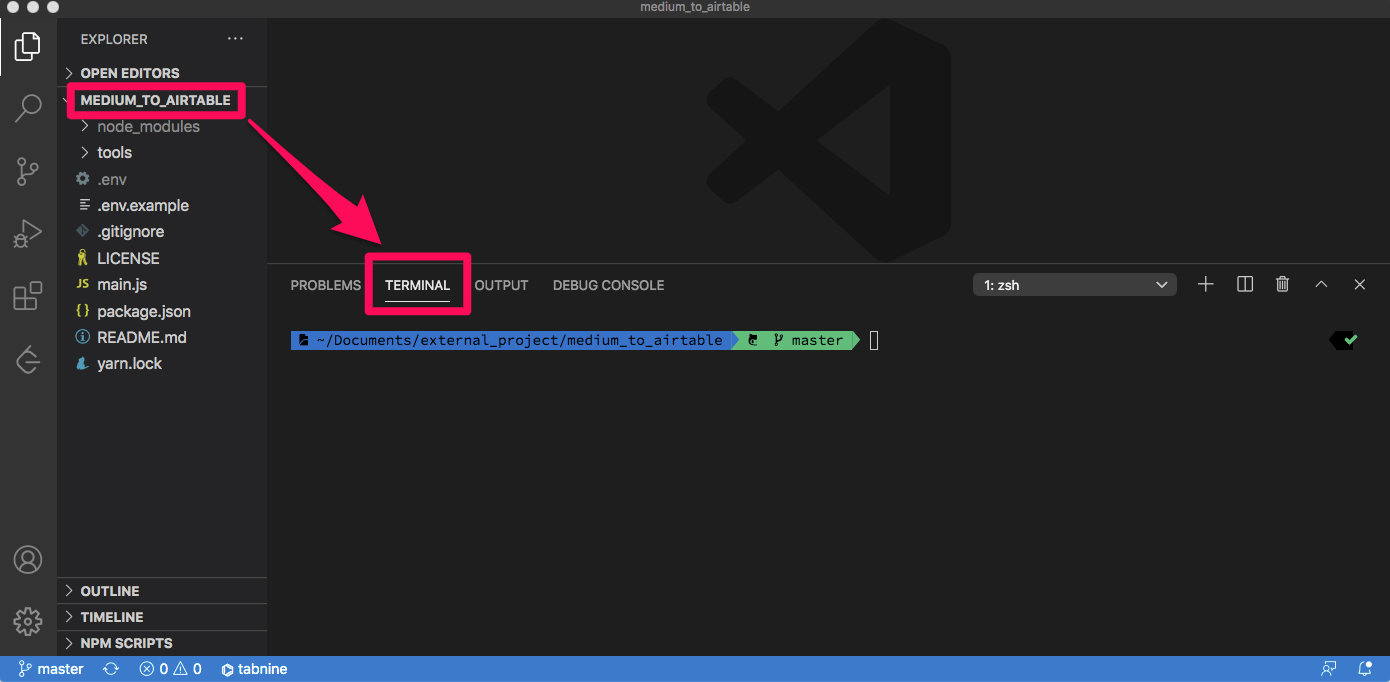 medium_to_airtable
EXPLORER
OPEN EDITORS
MEDIUM_TO_AIRTABLE
node_modules
tools
.env
.env.example
.gitignore
LICENSE
JS main.js
{} package.json
README.md
yarn.lock
OUTLINE
TIMELINE
NPM SCRIPTS
PROBLEMS TERMINAL OUTPUT DEBUG CONSOLE 1: zsh
~/Documents/external_project/medium_to_airtable master
master 0 0 tabnine